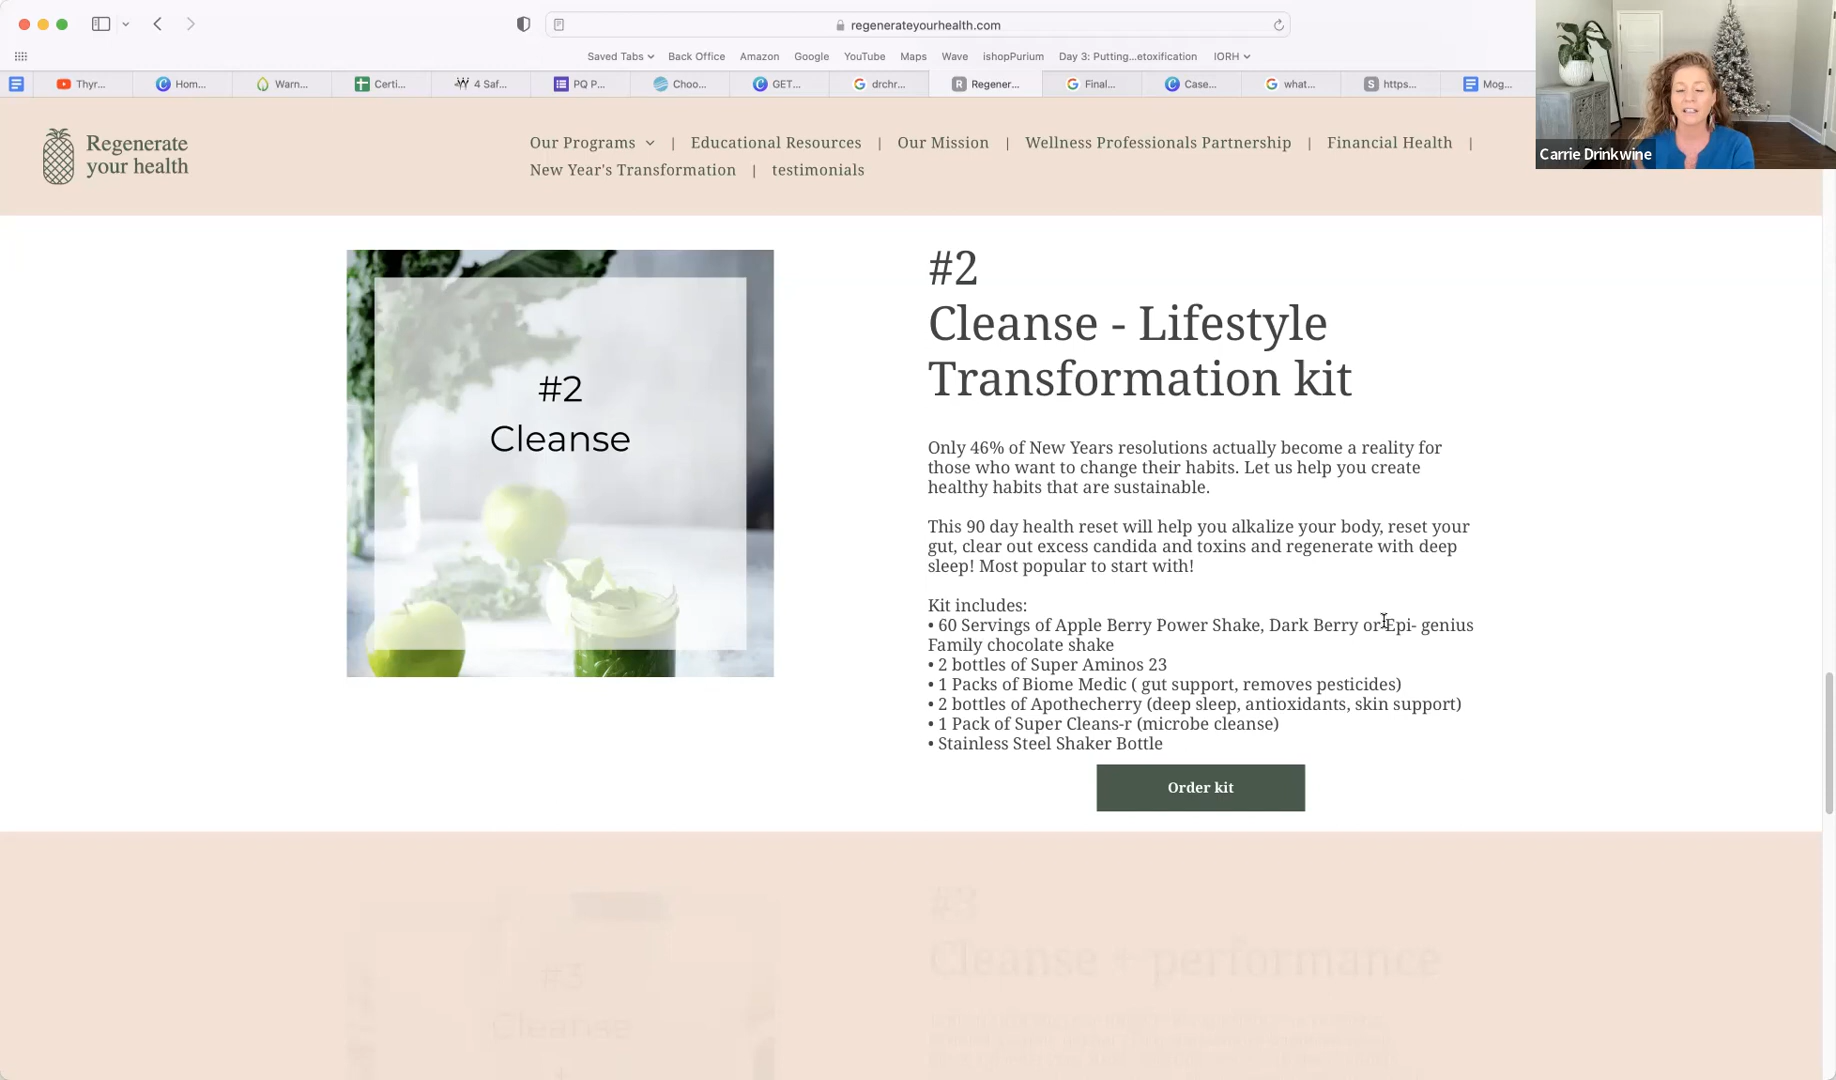 regenerateyourhealth.com
Saved Tabs
Back Office
Amazon
Google
YouTube
Maps
Wave
ishopPurium
Day 3: Putting...etoxification
IORH
Thyr...
Hom...
Warn...
Certi...
4 Saf...
PQ P...
Choo...
GET...
drchr...
Regener...
Final...
Case...
what...
https...
Mog...
Carrie Drinkwine
Regenerate
your health
Our Programs | Educational Resources | Our Mission | Wellness Professionals Partnership | Financial Health |
New Year's Transformation | testimonials
#2
Cleanse
#2
Cleanse - Lifestyle
Transformation kit
Only 46% of New Years resolutions actually become a reality for
those who want to change their habits. Let us help you create
healthy habits that are sustainable.
This 90 day health reset will help you alkalize your body, reset your
gut, clear out excess candida and toxins and regenerate with deep
sleep! Most popular to start with!
Kit includes:
• 60 Servings of Apple Berry Power Shake, Dark Berry or Epi- genius
Family chocolate shake
• 2 bottles of Super Aminos 23
• 1 Packs of Biome Medic ( gut support, removes pesticides)
• 2 bottles of Apothecherry (deep sleep, antioxidants, skin support)
• 1 Pack of Super Cleans-r (microbe cleanse)
• Stainless Steel Shaker Bottle
Order kit
#3
Cleanse
#3
Cleanse + performance